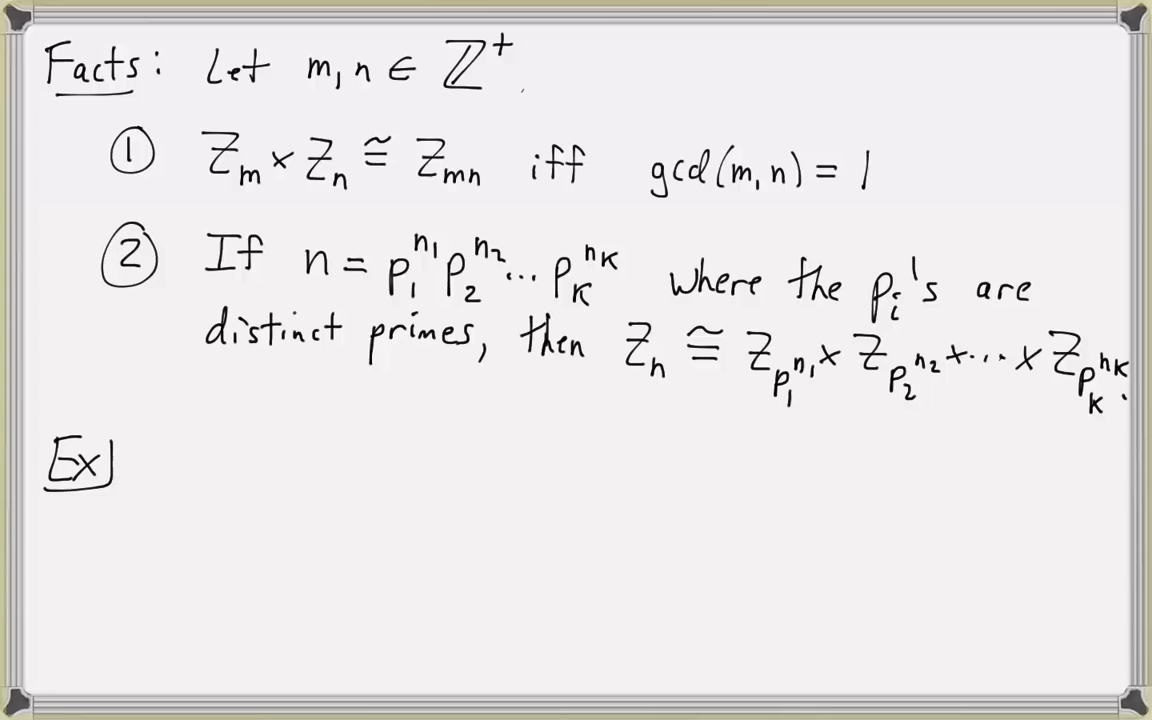 Facts: Let m, n ∈ ℤ⁺
① Z_m × Z_n ≅ Z_mn iff gcd(m, n) = 1
② If n = p₁^n₁ p₂^n₂ ... p_K^n_K where the p_i's are
distinct primes, then Z_n ≅ Z_p₁^n₁ × Z_p₂^n₂ × ... × Z_p_K^n_K.
Ex